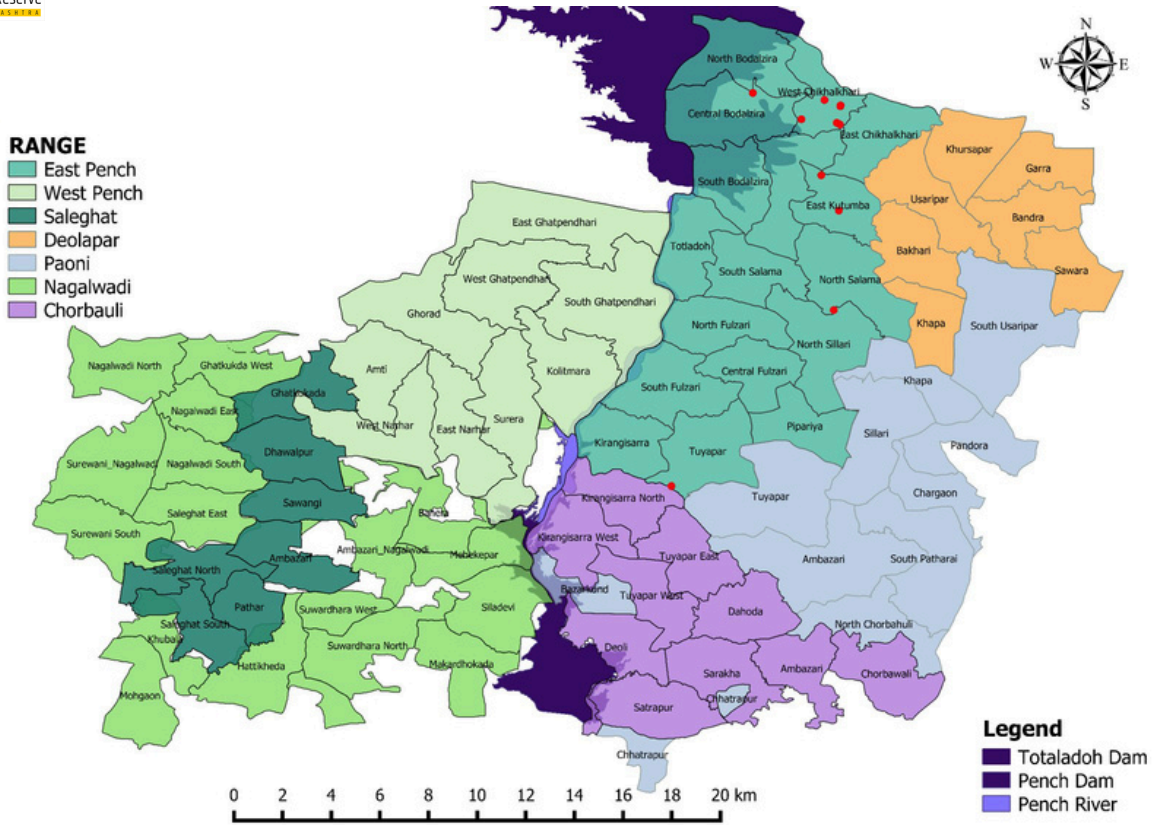 ASHTRA
N
W
E
S
North Bodalzira
West Chikhalkhari
Central Bodalzira
East Chikhalkhari
South Bodalzira
East Kutumba
Khursapar
Garra
Usaripar
Bandra
Bakhari
Sawara
Khapa
South Usaripar
RANGE
East Pench
West Pench
Saleghat
Deolapar
Paoni
Nagalwadi
Chorbauli
East Ghatpendhari
West Ghatpendhari
South Ghatpendhari
Ghorad
Totladoh
South Salama
North Salama
North Fulzari
North Sillari
Central Fulzari
South Fulzari
Kolitmara
Amti
Surera
West Narhar
East Narhar
Kirangisarra
Tuyapar
Pipariya
Khapa
Sillari
Pandora
Chargaon
Tuyapar
Ambazari
South Patharai
North Chorbahuli
Nagalwadi North
Ghatkukda West
Ghatkukada
Nagalwadi East
Dhawalpur
Surewani_Nagalwadi
Nagalwadi South
Sawangi
Saleghat East
Surewani South
Banera
Ambazari_Nagalwadi
Mahekepar
Ambazari
Saleghat North
Pathar
Saleghat South
Khubala
Suwardhara West
Siladevi
Suwardhara North
Hattikheda
Makardhokada
Mohgaon
Kirangisarra North
Kirangisarra West
Tuyapar East
Bazarkund
Tuyapar West
Dahoda
Deoli
Sarakha
Ambazari
Chorbawali
Chhatrapur
Satrapur
Chhatrapur
Legend
Totaladoh Dam
Pench Dam
Pench River
0 2 4 6 8 10 12 14 16 18 20 km